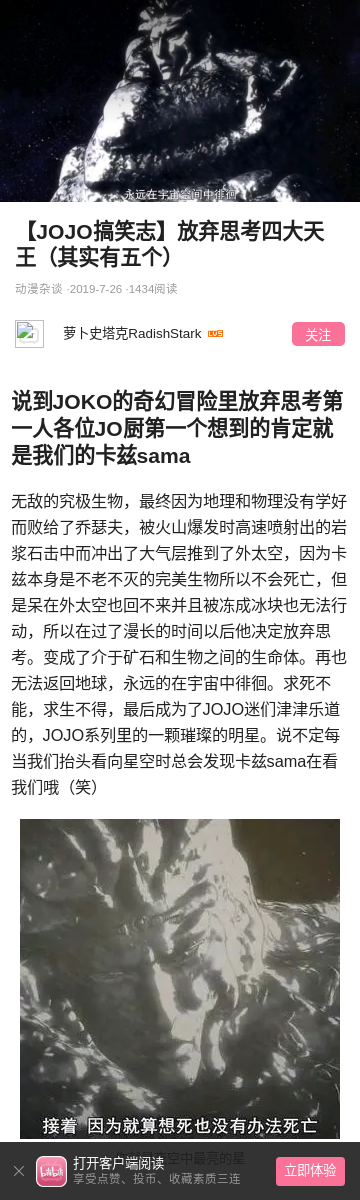 永远在宇宙空间中徘徊
【JOJO搞笑志】放弃思考四大天
王（其实有五个）
动漫杂谈 ·2019-7-26 ·1434阅读
萝卜史塔克RadishStark LV5
关注
说到JOKO的奇幻冒险里放弃思考第
一人各位JO厨第一个想到的肯定就
是我们的卡兹sama
无敌的究极生物，最终因为地理和物理没有学好
而败给了乔瑟夫，被火山爆发时高速喷射出的岩
浆石击中而冲出了大气层推到了外太空，因为卡
兹本身是不老不灭的完美生物所以不会死亡，但
是呆在外太空也回不来并且被冻成冰块也无法行
动，所以在过了漫长的时间以后他决定放弃思
考。变成了介于矿石和生物之间的生命体。再也
无法返回地球，永远的在宇宙中徘徊。求死不
能，求生不得，最后成为了JOJO迷们津津乐道
的，JOJO系列里的一颗璀璨的明星。说不定每
当我们抬头看向星空时总会发现卡兹sama在看
我们哦（笑）
接着 因为就算想死也没有办法死亡
空中最亮的星
bilibili
打开客户端阅读
享受点赞、投币、收藏素质三连
立即体验